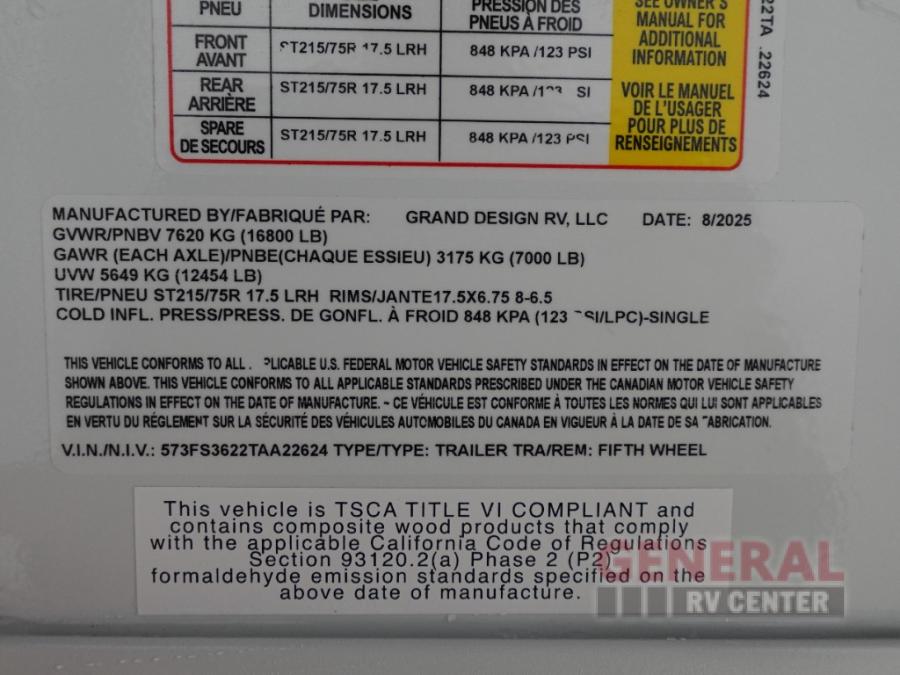 PNEU DIMENSIONS PRESSION DES PNEUS À FROID
FRONT AVANT ST215/75R 17.5 LRH 848 KPA /123 PSI
REAR ARRIÈRE ST215/75R 17.5 LRH 848 KPA
SPARE DE SECOURS ST215/75R 17.5 LRH 848 KPA /123 PSI
SEE OWNER'S
MANUAL FOR
ADDITIONAL
INFORMATION
VOIR LE MANUEL
DE L'USAGER
POUR PLUS DE
RENSEIGNEMENTS
22TA .22624
MANUFACTURED BY/FABRIQUÉ PAR: GRAND DESIGN RV, LLC DATE: 8/2025
GVWR/PNBV 7620 KG (16800 LB)
GAWR (EACH AXLE)/PNBE(CHAQUE ESSIEU) 3175 KG (7000 LB)
UVW 5649 KG (12454 LB)
TIRE/PNEU ST215/75R 17.5 LRH RIMS/JANTE17.5X6.75 8-6.5
COLD INFL. PRESS/PRESS. DE GONFL. À FROID 848 KPA (123 PSI/LPC)-SINGLE
THIS VEHICLE CONFORMS TO ALL APPLICABLE U.S. FEDERAL MOTOR VEHICLE SAFETY STANDARDS IN EFFECT ON THE DATE OF MANUFACTURE
SHOWN ABOVE. THIS VEHICLE CONFORMS TO ALL APPLICABLE STANDARDS PRESCRIBED UNDER THE CANADIAN MOTOR VEHICLE SAFETY
REGULATIONS IN EFFECT ON THE DATE OF MANUFACTURE. ~ CE VÉHICULE EST CONFORME À TOUTES LES NORMES QUI LUI SONT APPLICABLES
EN VERTU DU RÉGLEMENT SUR LA SÉCURITÉ DES VÉHICULES AUTOMOBILES DU CANADA EN VIGUEUR À LA DATE DE SA FABRICATION.
V.I.N./N.I.V.: 573FS3622TAA22624 TYPE/TYPE: TRAILER TRA/REM: FIFTH WHEEL
This vehicle is TSCA TITLE VI COMPLIANT and
contains composite wood products that comply
with the applicable California Code of Regulations
Section 93120.2(a) Phase 2 (P2)
formaldehyde emission standards specified on the
above date of manufacture.
GENERAL
RV CENTER